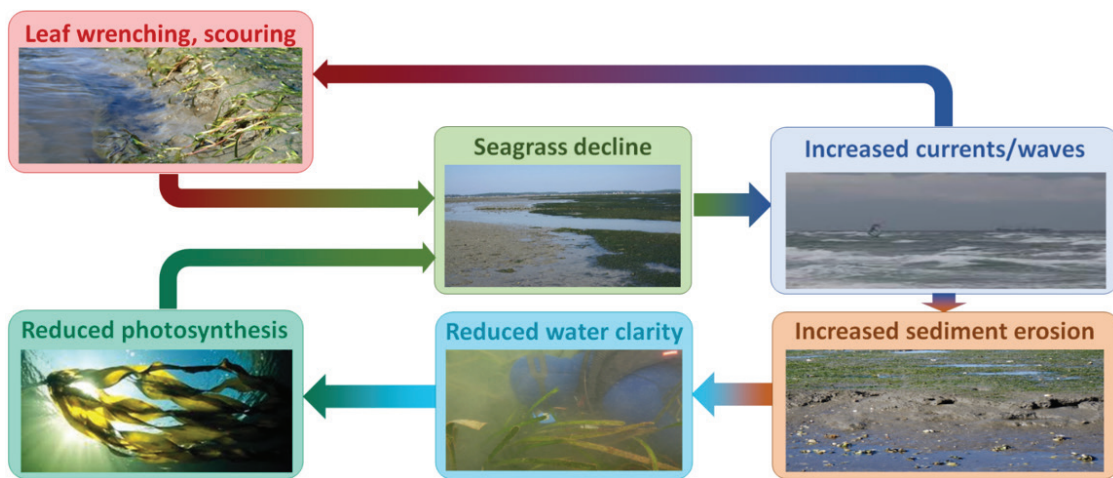 Leaf wrenching, scouring
Seagrass decline
Increased currents/waves
Reduced photosynthesis
Reduced water clarity
Increased sediment erosion